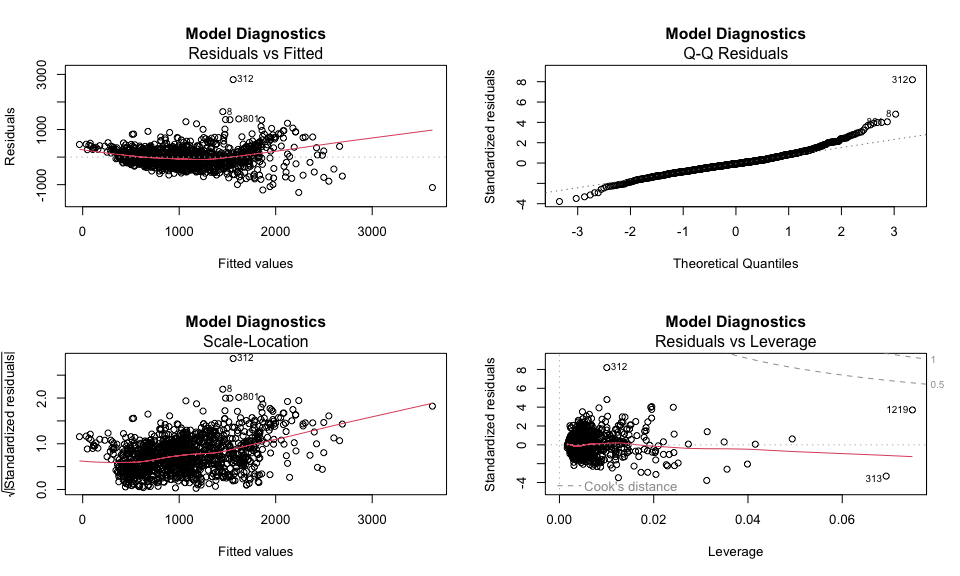 Model Diagnostics
Residuals vs Fitted
Residuals
3000
1000
-1000
312
8
801
0
1000
2000
3000
Fitted values
Model Diagnostics
Q-Q Residuals
Standardized residuals
8
6
4
2
0
-4
312
8
-3
-2
-1
0
1
2
3
Theoretical Quantiles
Model Diagnostics
Scale-Location
√|Standardized residuals|
2.0
1.0
0.0
312
8
801
0
1000
2000
3000
Fitted values
Model Diagnostics
Residuals vs Leverage
Standardized residuals
8
6
4
2
0
-4
312
1
0.5
1219
313
Cook's distance
0.00
0.02
0.04
0.06
Leverage